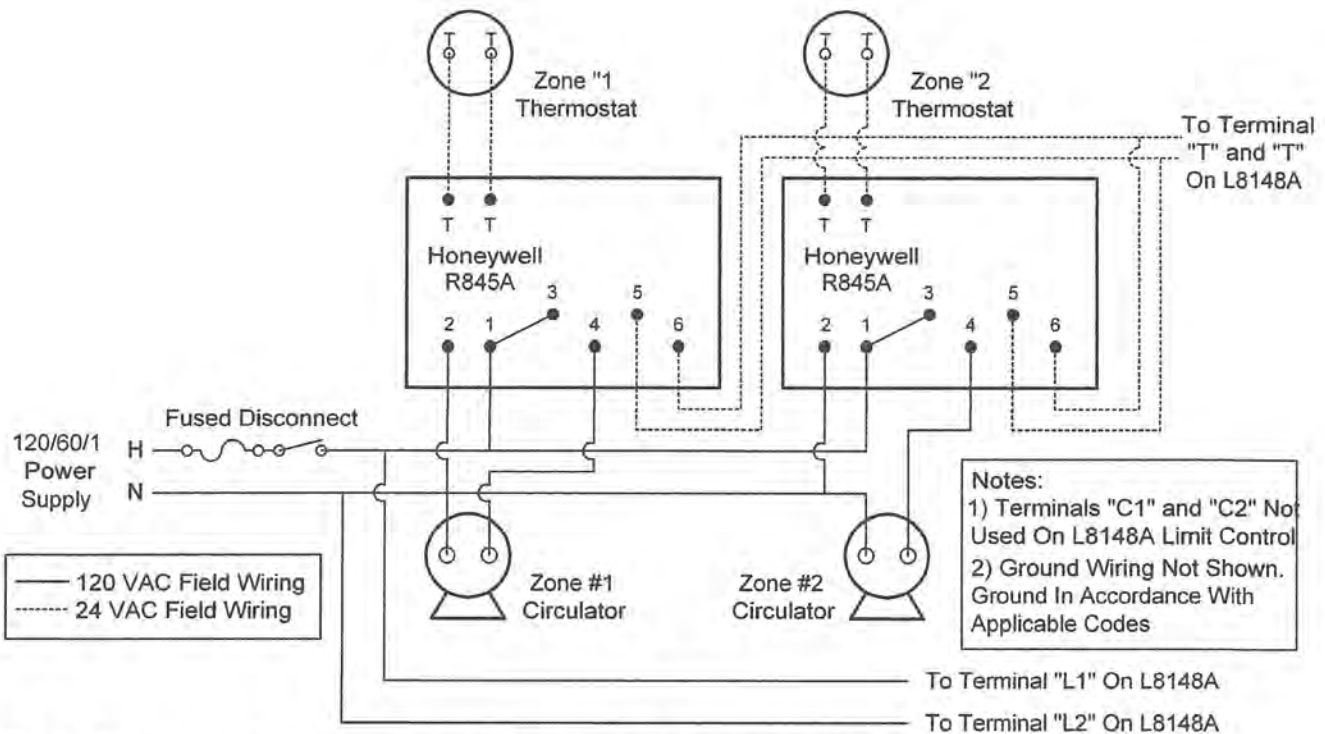 T T
Zone "1
Thermostat
T T
Zone "2
Thermostat
To Terminal
"T" and "T"
On L8148A
T T
Honeywell
R845A
3 5
2 1 4 6
T T
Honeywell
R845A
3 5
2 1 4 6
Fused Disconnect
120/60/1
Power
Supply
H
N
120 VAC Field Wiring
24 VAC Field Wiring
Zone #1
Circulator
Zone #2
Circulator
Notes:
1) Terminals "C1" and "C2" Not
Used On L8148A Limit Control
2) Ground Wiring Not Shown.
Ground In Accordance With
Applicable Codes
To Terminal "L1" On L8148A
To Terminal "L2" On L8148A